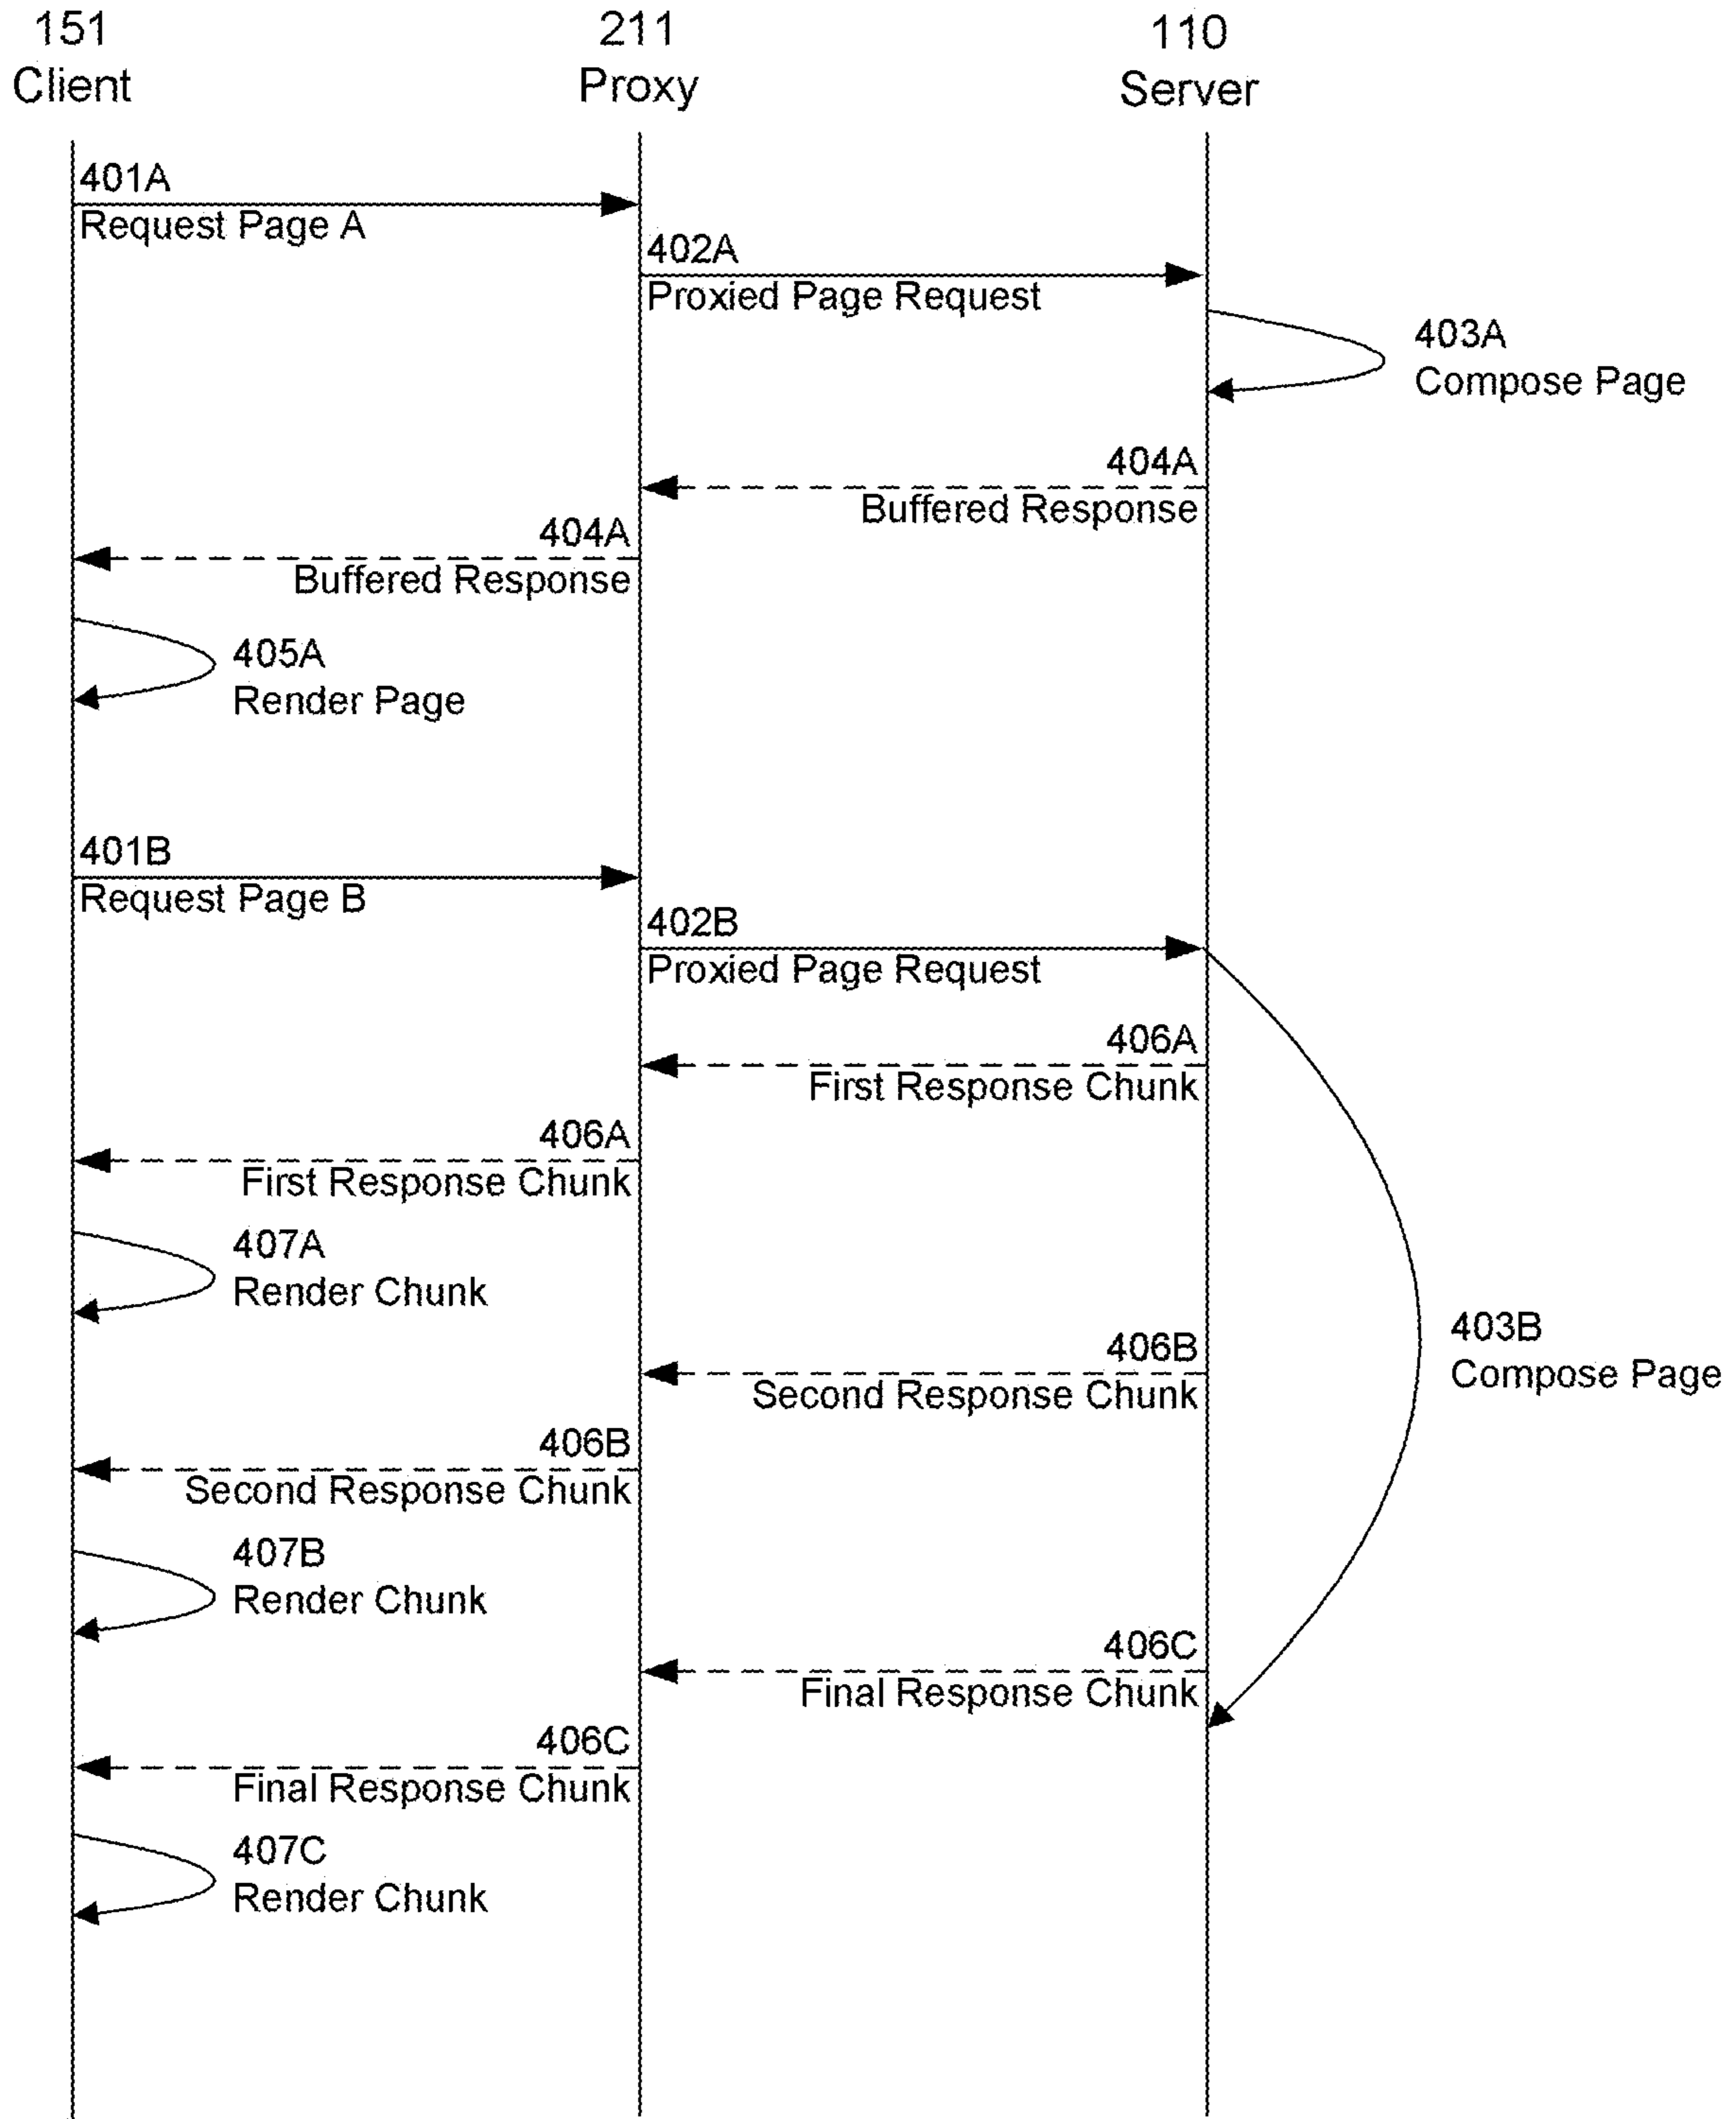 151
Client
211
Proxy
110
Server
401A
Request Page A
402A
Proxied Page Request
403A
Compose Page
404A
Buffered Response
404A
Buffered Response
405A
Render Page
401B
Request Page B
402B
Proxied Page Request
406A
First Response Chunk
406A
First Response Chunk
407A
Render Chunk
403B
Compose Page
406B
Second Response Chunk
406B
Second Response Chunk
407B
Render Chunk
406C
Final Response Chunk
406C
Final Response Chunk
407C
Render Chunk